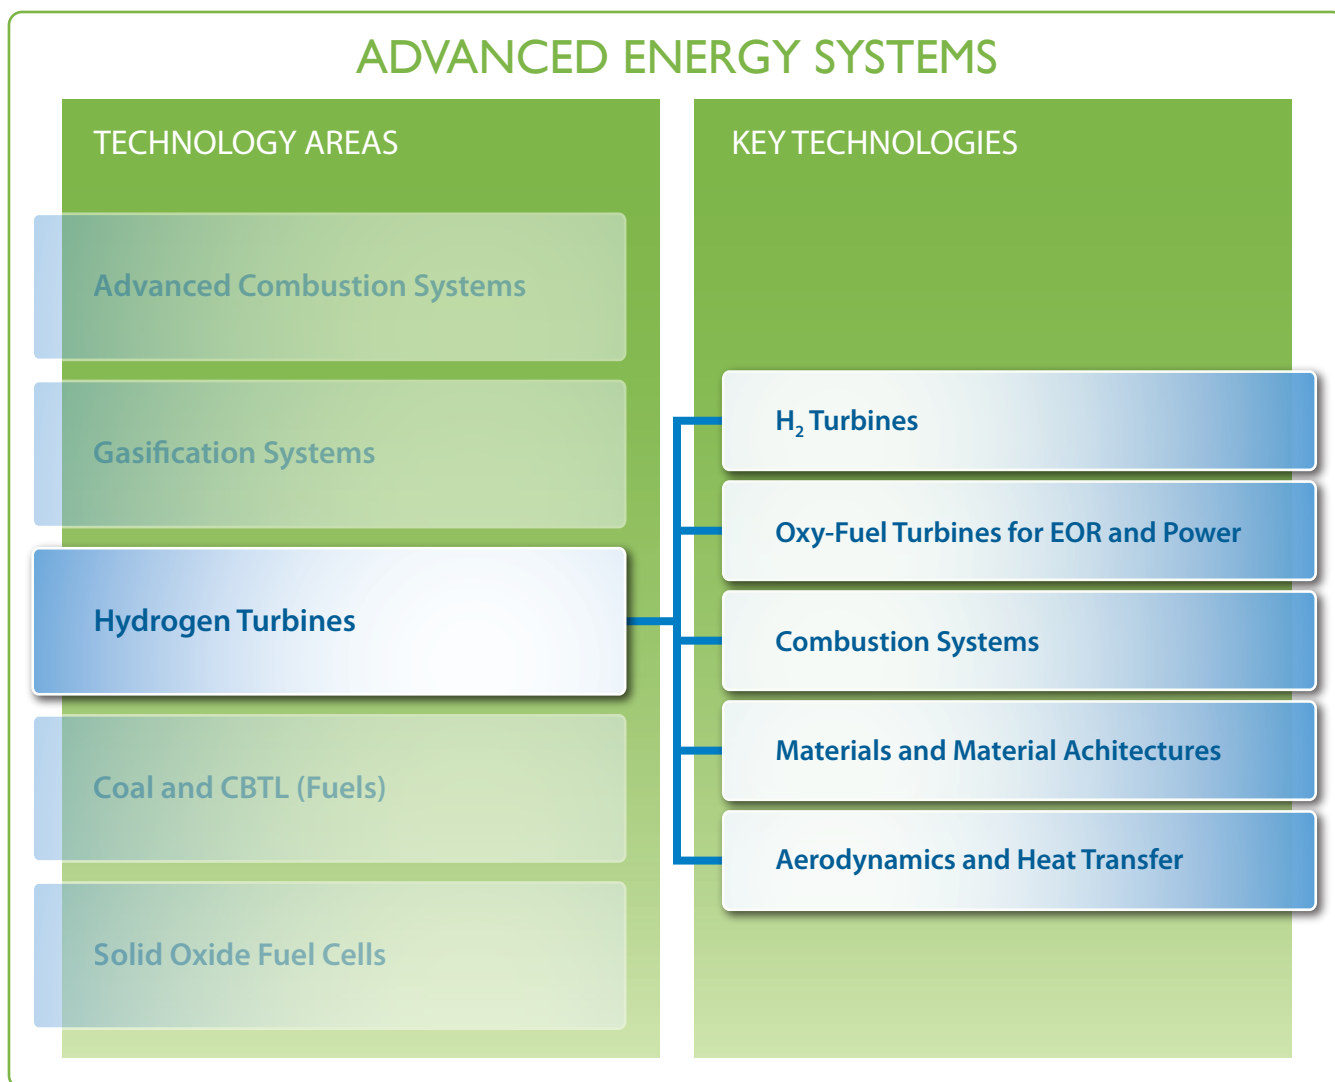 ADVANCED ENERGY SYSTEMS
TECHNOLOGY AREAS
Advanced Combustion Systems
Gasification Systems
Hydrogen Turbines
Coal and CBTL (Fuels)
Solid Oxide Fuel Cells
KEY TECHNOLOGIES
H₂ Turbines
Oxy-Fuel Turbines for EOR and Power
Combustion Systems
Materials and Material Achitectures
Aerodynamics and Heat Transfer